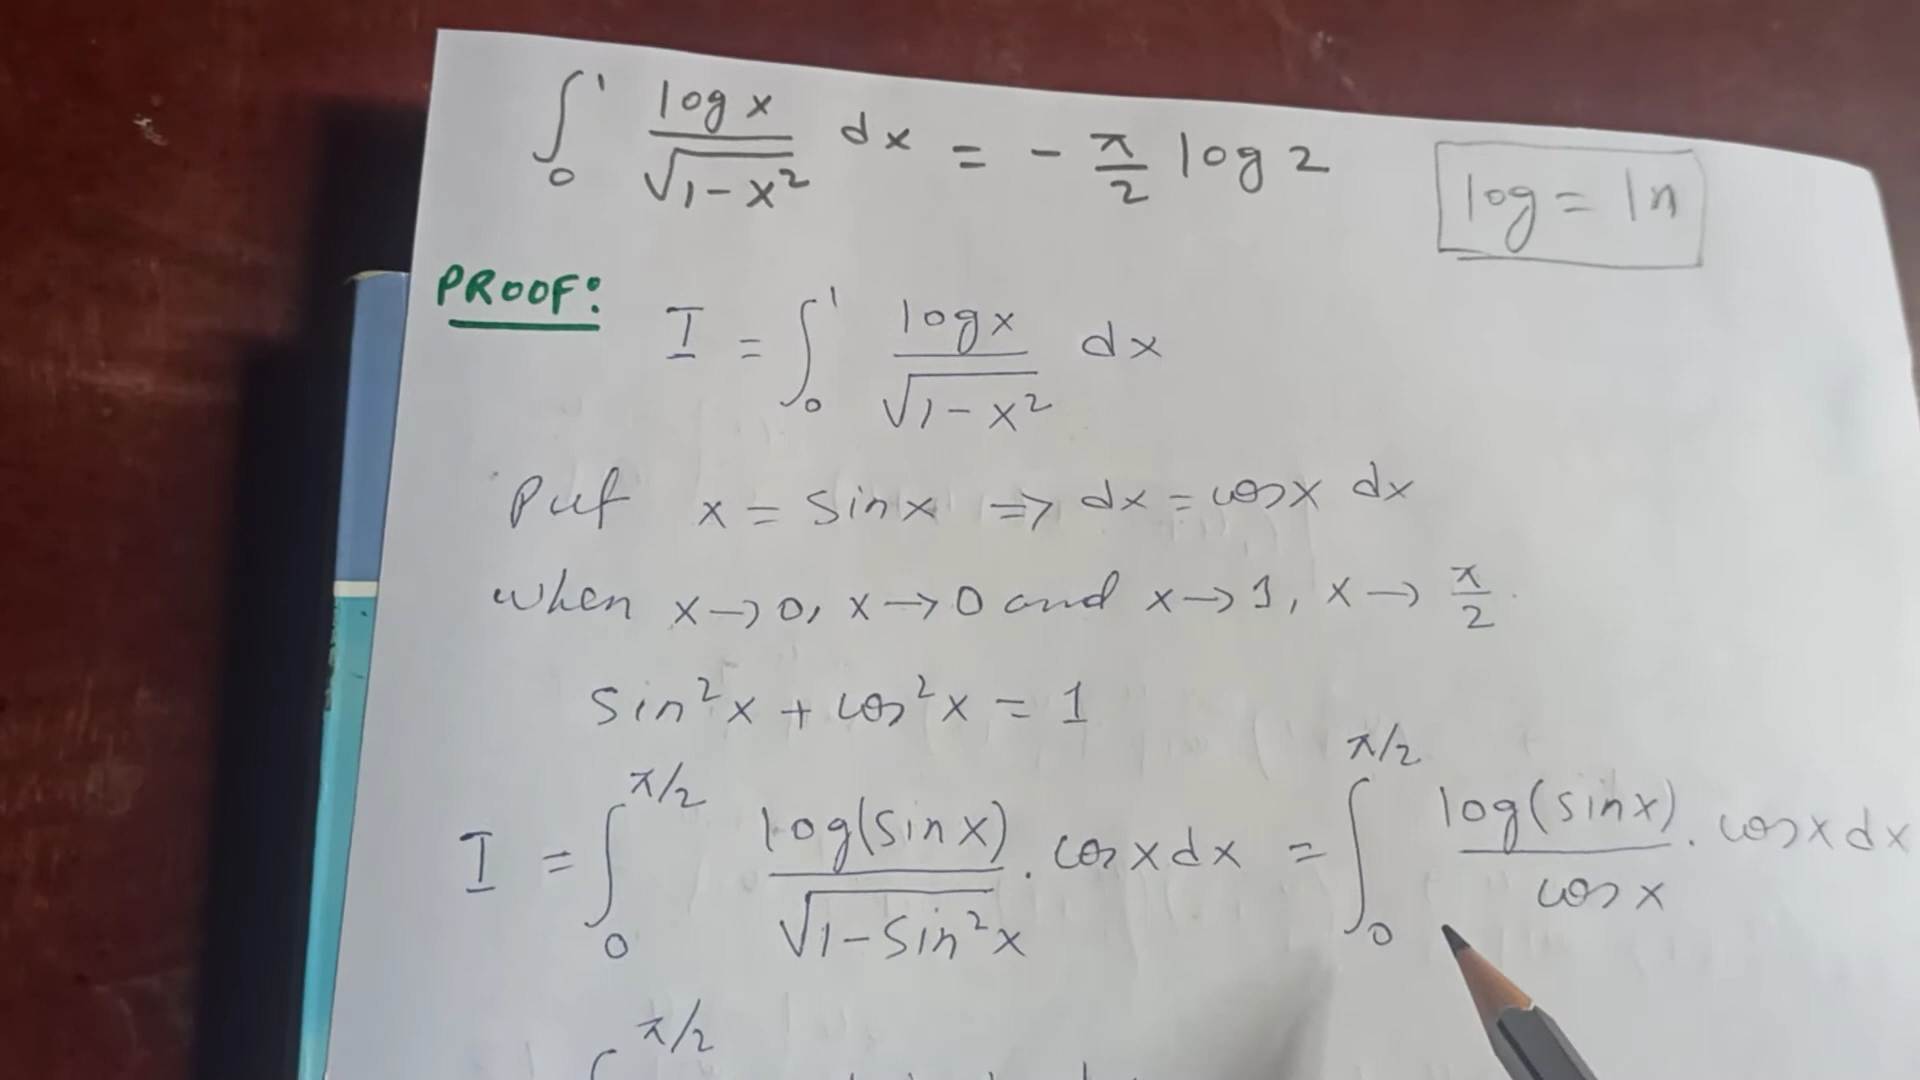 ∫₀¹ log x / √(1-x²) dx = - π/2 log 2
log = ln
PROOF:
I = ∫₀¹ log x / √(1-x²) dx
Put x = sin x ⇒ dx = cos x dx
when x → 0, x → 0 and x → 1, x → π/2.
sin²x + cos²x = 1
I = ∫₀^(π/2) log(sin x) / √(1-sin²x) . cos x dx = ∫₀^(π/2) log(sin x) / cos x . cos x dx
π/2